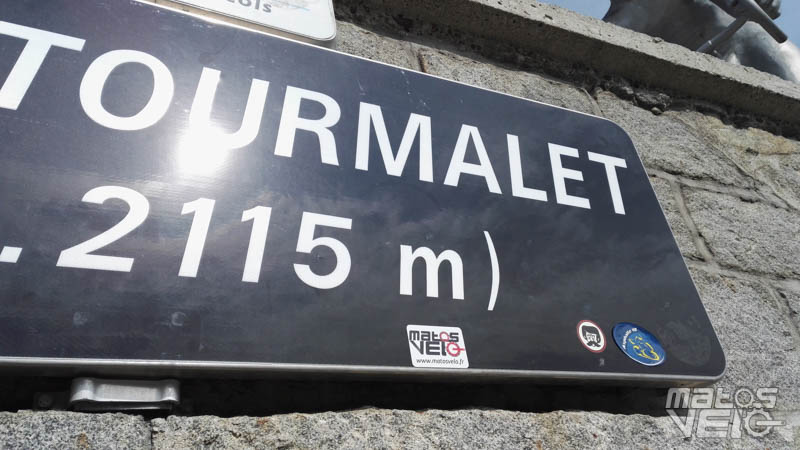 TOURMALET
. 2115 m)
matos
VELO
www.matosvelo.fr
matos
VELO